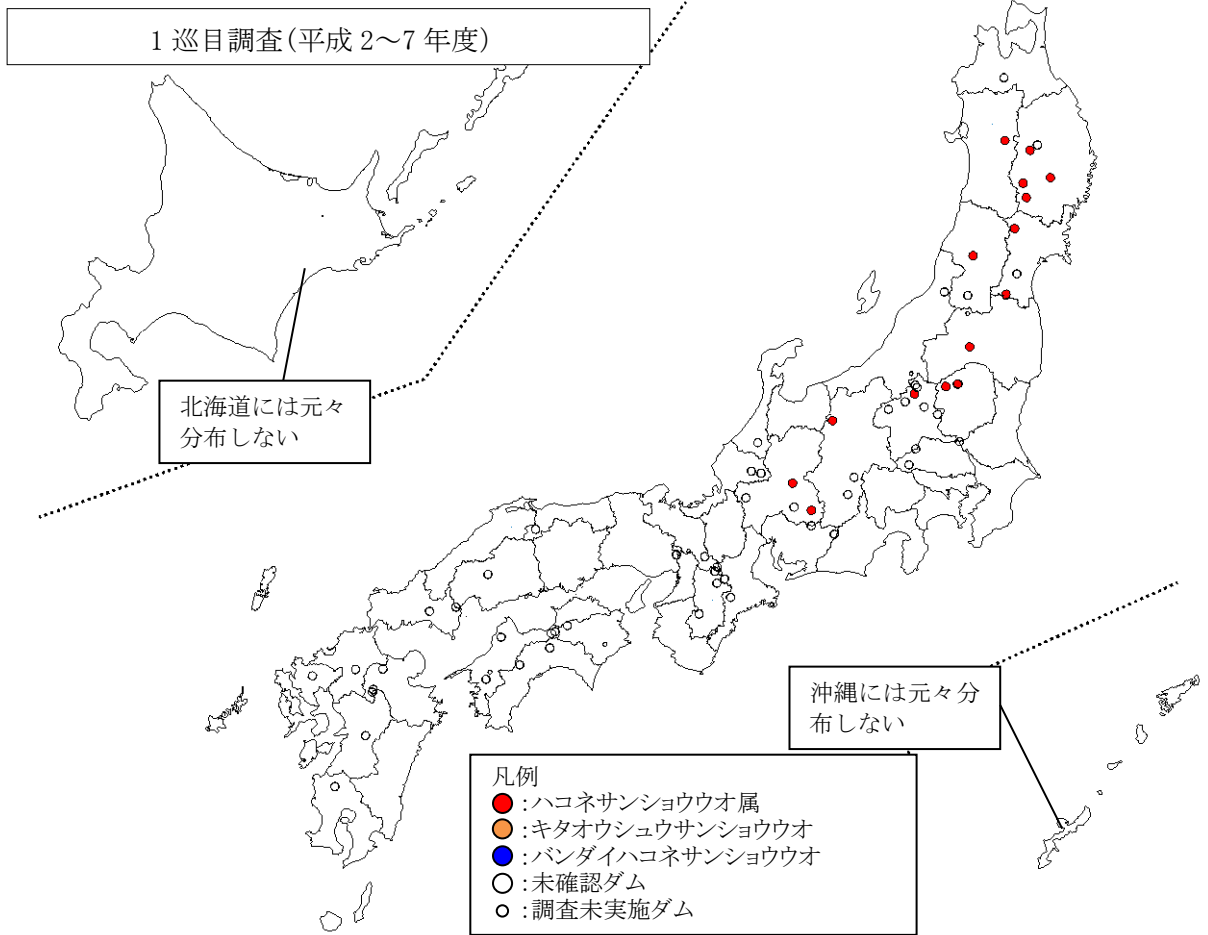 1 巡目調査(平成 2～7 年度)
北海道には元々
分布しない
沖縄には元々分
布しない
凡例
:ハコネサンショウウオ属
:キタオウシュウサンショウウオ
:バンダイハコネサンショウウオ
:未確認ダム
:調査未実施ダム